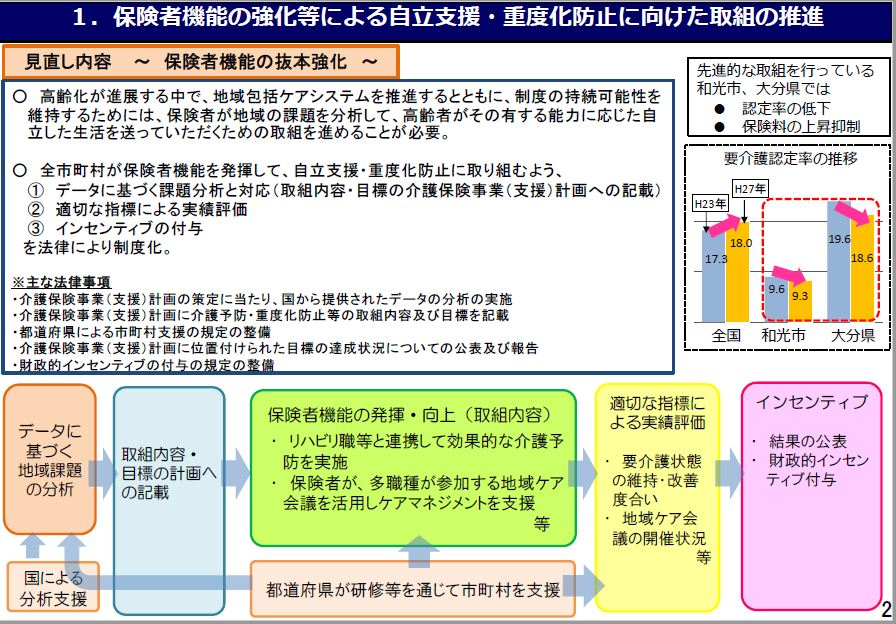 1．保険者機能の強化等による自立支援・重度化防止に向けた取組の推進
見直し内容　～　保険者機能の抜本強化　～
○　高齢化が進展する中で、地域包括ケアシステムを推進するとともに、制度の持続可能性を
維持するためには、保険者が地域の課題を分析して、高齢者がその有する能力に応じた自
立した生活を送っていただくための取組を進めることが必要。
○　全市町村が保険者機能を発揮して、自立支援・重度化防止に取り組むよう、
①　データに基づく課題分析と対応（取組内容・目標の介護保険事業（支援）計画への記載）
②　適切な指標による実績評価
③　インセンティブの付与
を法律により制度化。
※主な法律事項
・介護保険事業（支援）計画の策定に当たり、国から提供されたデータの分析の実施
・介護保険事業（支援）計画に介護予防・重度化防止等の取組内容及び目標を記載
・都道府県による市町村支援の規定の整備
・介護保険事業（支援）計画に位置付けられた目標の達成状況についての公表及び報告
・財政的インセンティブの付与の規定の整備
先進的な取組を行っている
和光市、大分県では
●　認定率の低下
●　保険料の上昇抑制
要介護認定率の推移
H23年
H27年
17.3
18.0
9.6
9.3
19.6
18.6
全国
和光市
大分県
データに
基づく
地域課題
の分析
取組内容・
目標の計画へ
の記載
保険者機能の発揮・向上（取組内容）
・　リハビリ職等と連携して効果的な介護予
防を実施
・　保険者が、多職種が参加する地域ケア
会議を活用しケアマネジメントを支援
等
適切な指標に
よる実績評価
・　要介護状態
の維持・改善
度合い
・　地域ケア会
議の開催状況
等
インセンティブ
・　結果の公表
・　財政的インセン
ティブ付与
国による
分析支援
都道府県が研修等を通じて市町村を支援
2